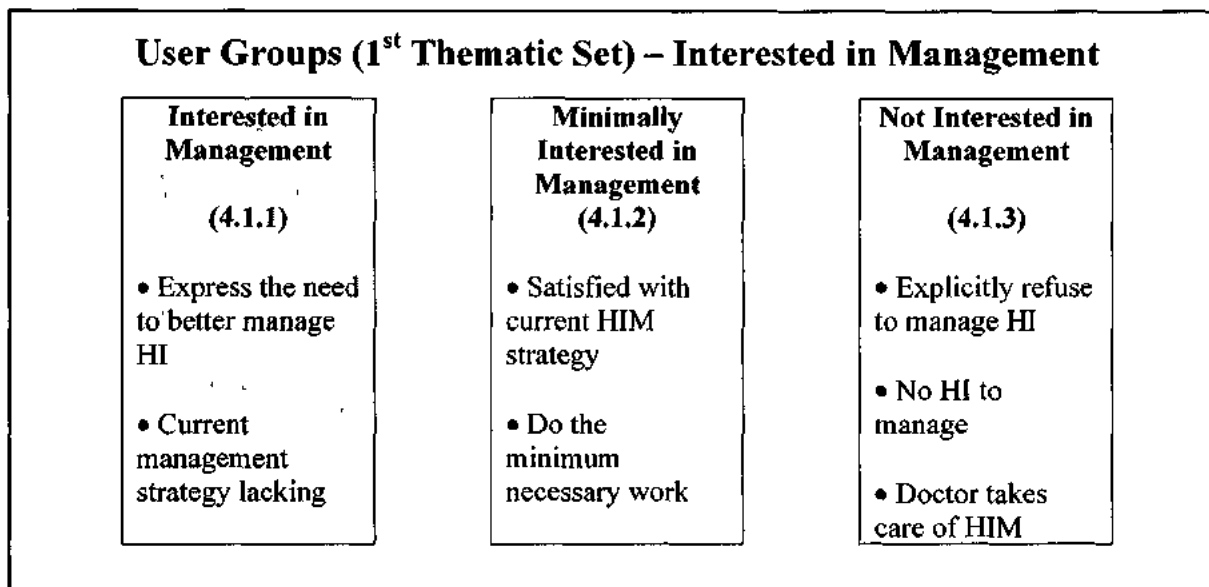 User Groups (1st Thematic Set) – Interested in Management
Interested in
Management
(4.1.1)
• Express the need
to better manage
HI
• Current
management
strategy lacking
Minimally
Interested in
Management
(4.1.2)
• Satisfied with
current HIM
strategy
• Do the
minimum
necessary work
Not Interested in
Management
(4.1.3)
• Explicitly refuse
to manage HI
• No HI to
manage
• Doctor takes
care of HIM